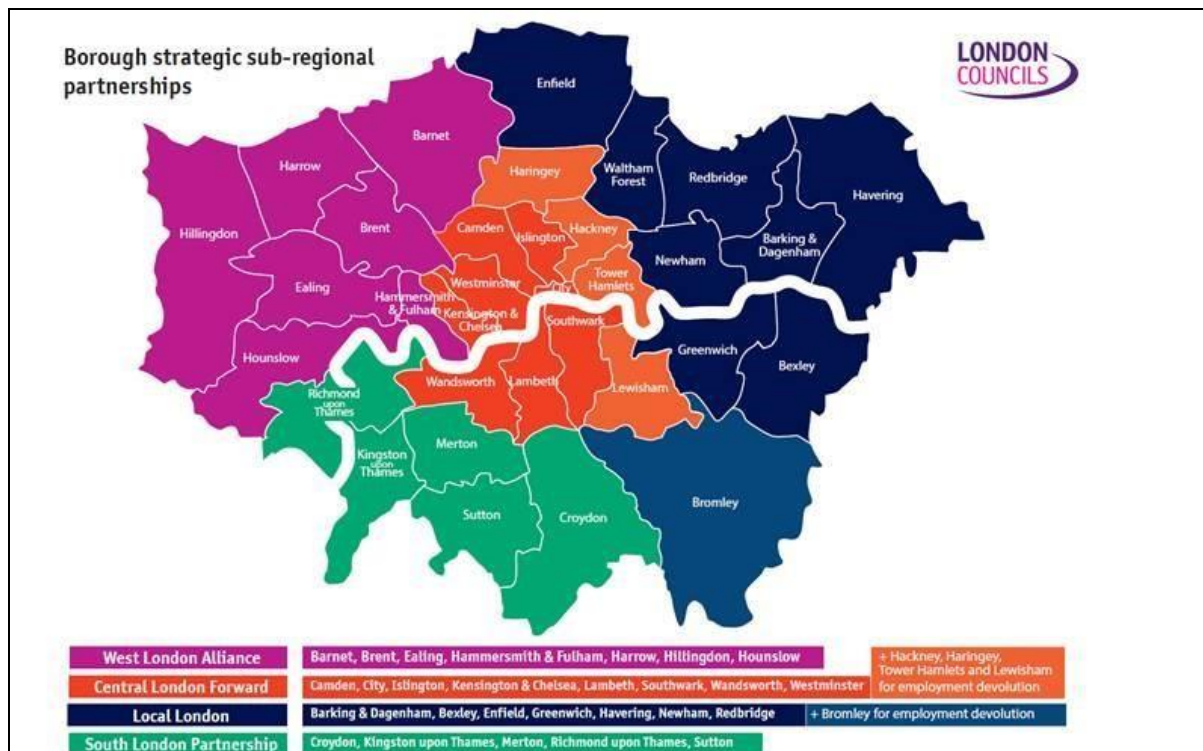 Borough strategic sub-regional
partnerships
LONDON
COUNCILS
Enfield
Barnet
Harrow
Haringey
Waltham
Forest
Redbridge
Havering
Hillingdon
Brent
Camden
Islington
Hackney
Barking &
Dagenham
Newham
Ealing
Westminster
City
Tower
Hamlets
Hammersmith
& Fulham
Kensington &
Chelsea
Southwark
Hounslow
Greenwich
Bexley
Richmond
upon
Thames
Wandsworth
Lambeth
Lewisham
Kingston
upon
Thames
Merton
Sutton
Croydon
Bromley
West London Alliance
Barnet, Brent, Ealing, Hammersmith & Fulham, Harrow, Hillingdon, Hounslow
+ Hackney, Haringey,
Tower Hamlets and Lewisham
for employment devolution
Central London Forward
Camden, City, Islington, Kensington & Chelsea, Lambeth, Southwark, Wandsworth, Westminster
Local London
Barking & Dagenham, Bexley, Enfield, Greenwich, Havering, Newham, Redbridge
+ Bromley for employment devolution
South London Partnership
Croydon, Kingston upon Thames, Merton, Richmond upon Thames, Sutton